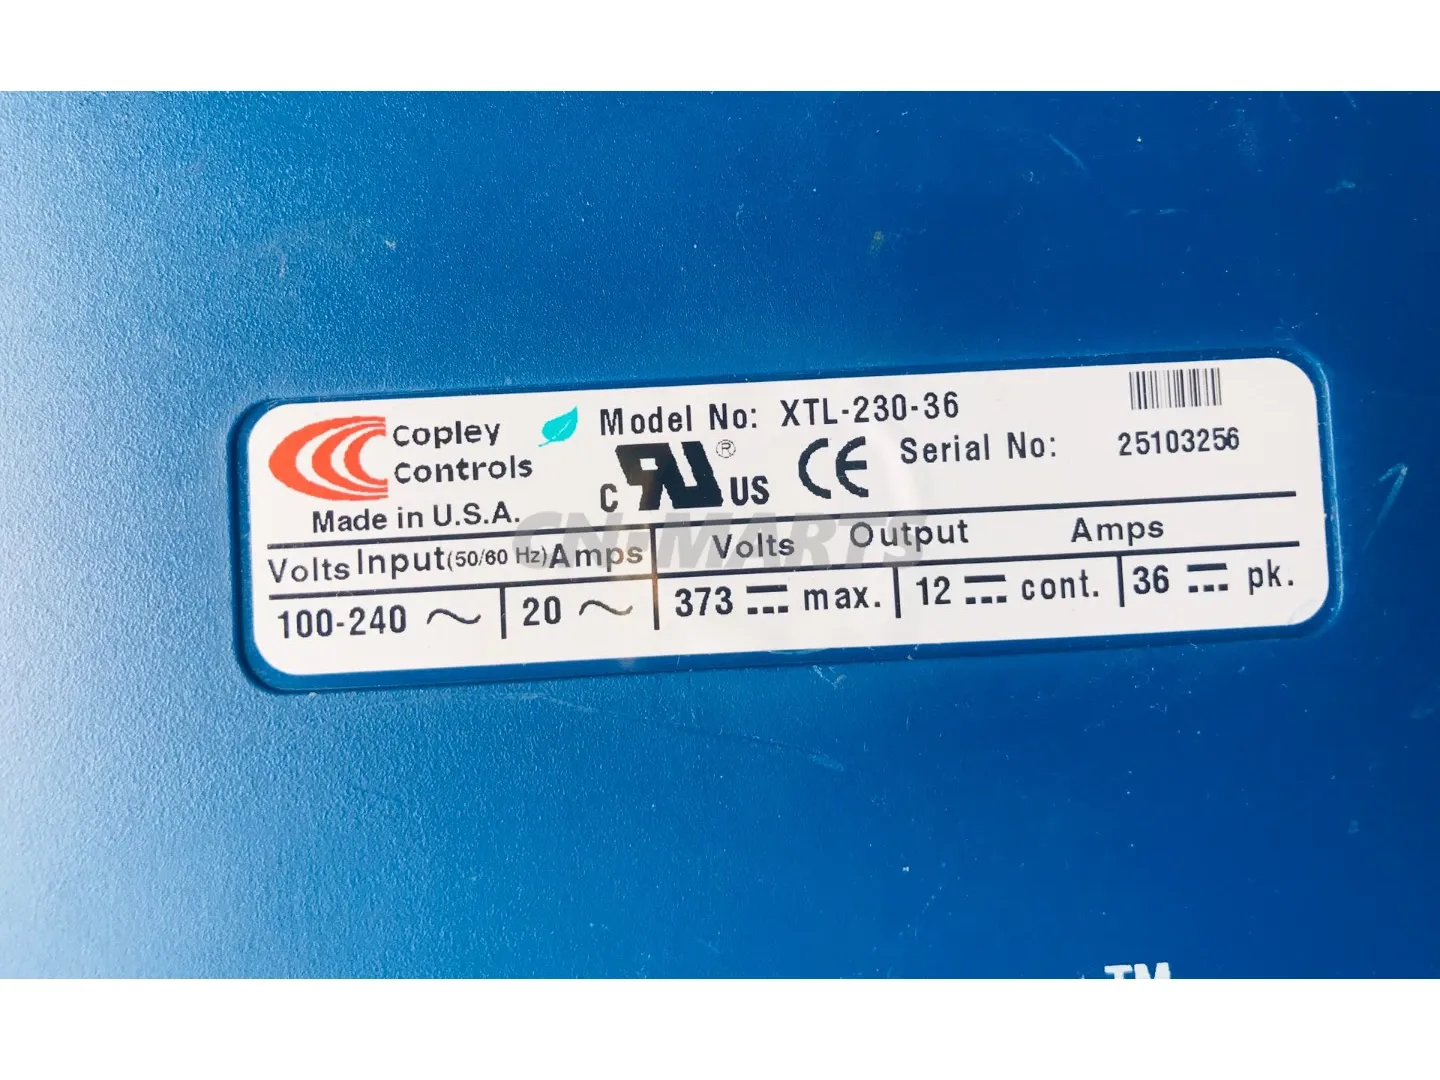 Copley
Controls
Made in U.S.A.
Model No: XTL-230-36
C RU® US CE
Serial No: 25103256
Volts Input(50/60 Hz)Amps
Volts Output Amps
100-240 ~ 20 ~ 373 ⎓ max. 12 ⎓ cont. 36 ⎓ pk.
CN-MARTS
TM